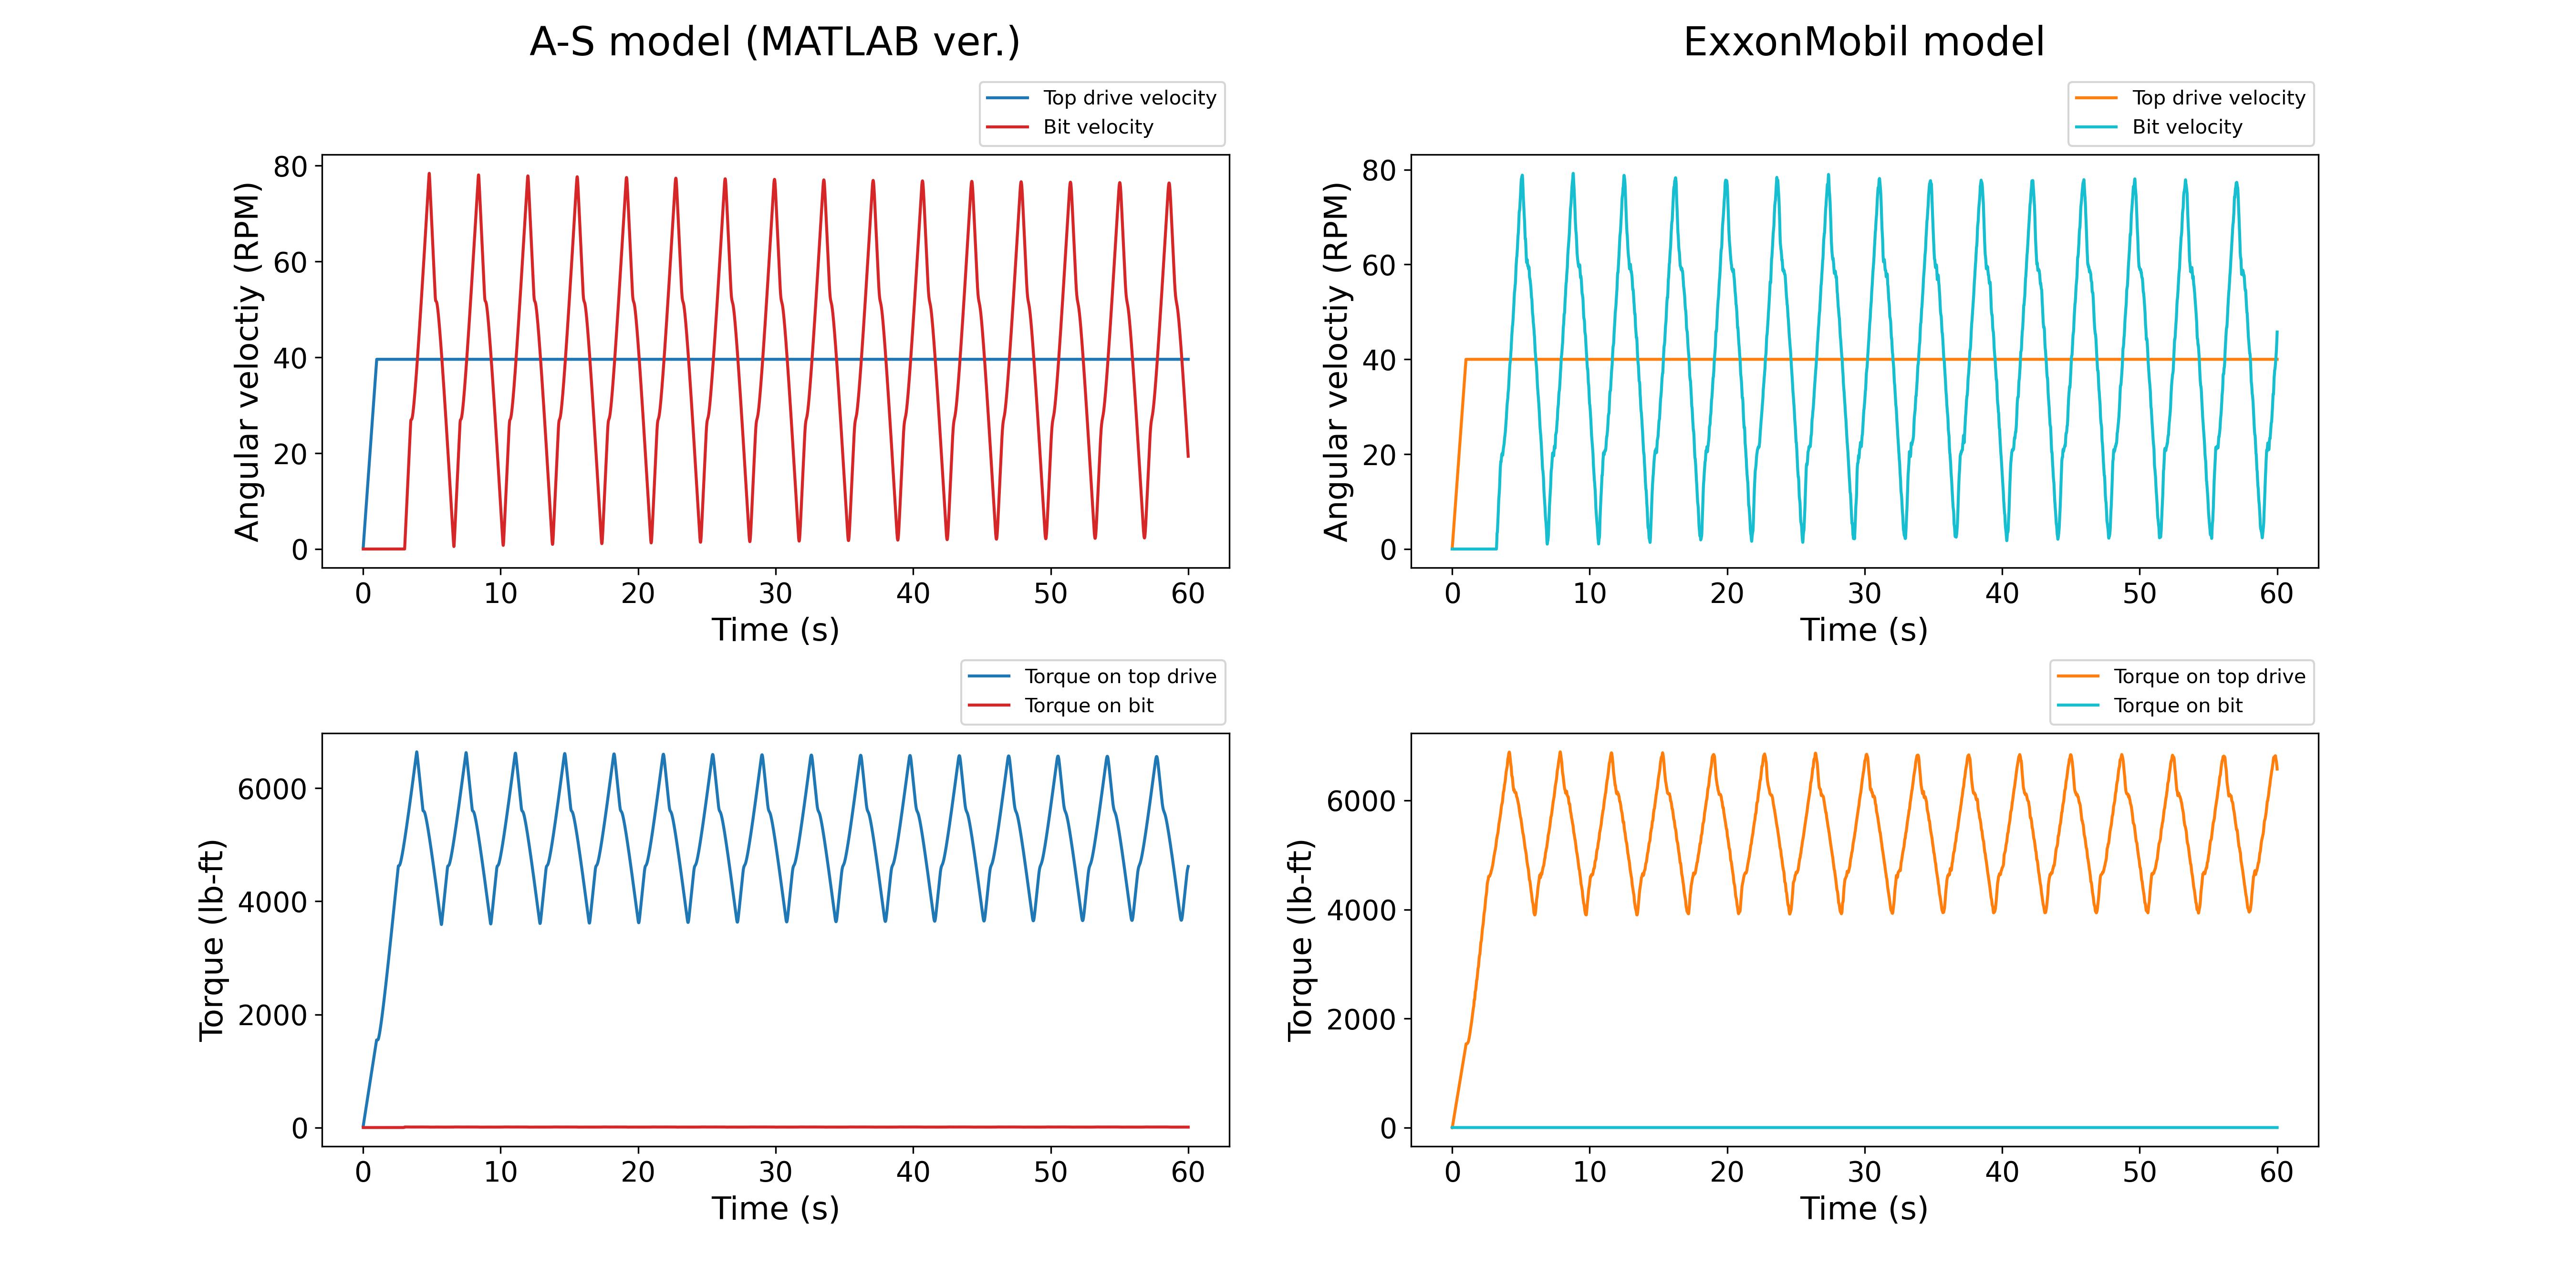 A-S model (MATLAB ver.)
Top drive velocity
Bit velocity
80
60
40
20
0
Angular veloctiy (RPM)
0 10 20 30 40 50 60
Time (s)
ExxonMobil model
Top drive velocity
Bit velocity
80
60
40
20
0
Angular veloctiy (RPM)
0 10 20 30 40 50 60
Time (s)
Torque on top drive
Torque on bit
6000
4000
2000
0
Torque (lb-ft)
0 10 20 30 40 50 60
Time (s)
Torque on top drive
Torque on bit
6000
4000
2000
0
Torque (lb-ft)
0 10 20 30 40 50 60
Time (s)